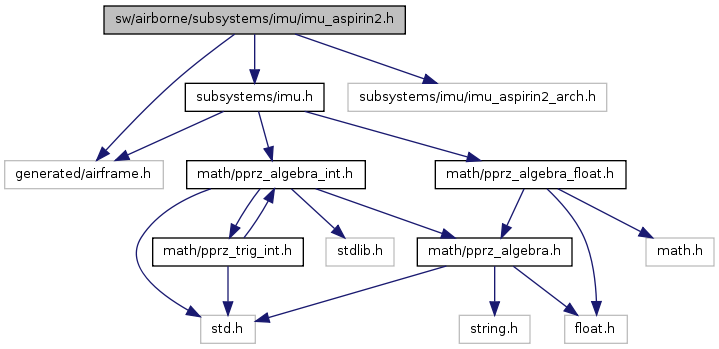 sw/airborne/subsystems/imu/imu_aspirin2.h
subsystems/imu.h
subsystems/imu/imu_aspirin2_arch.h
generated/airframe.h
math/pprz_algebra_int.h
math/pprz_algebra_float.h
math/pprz_trig_int.h
stdlib.h
math/pprz_algebra.h
math.h
std.h
string.h
float.h